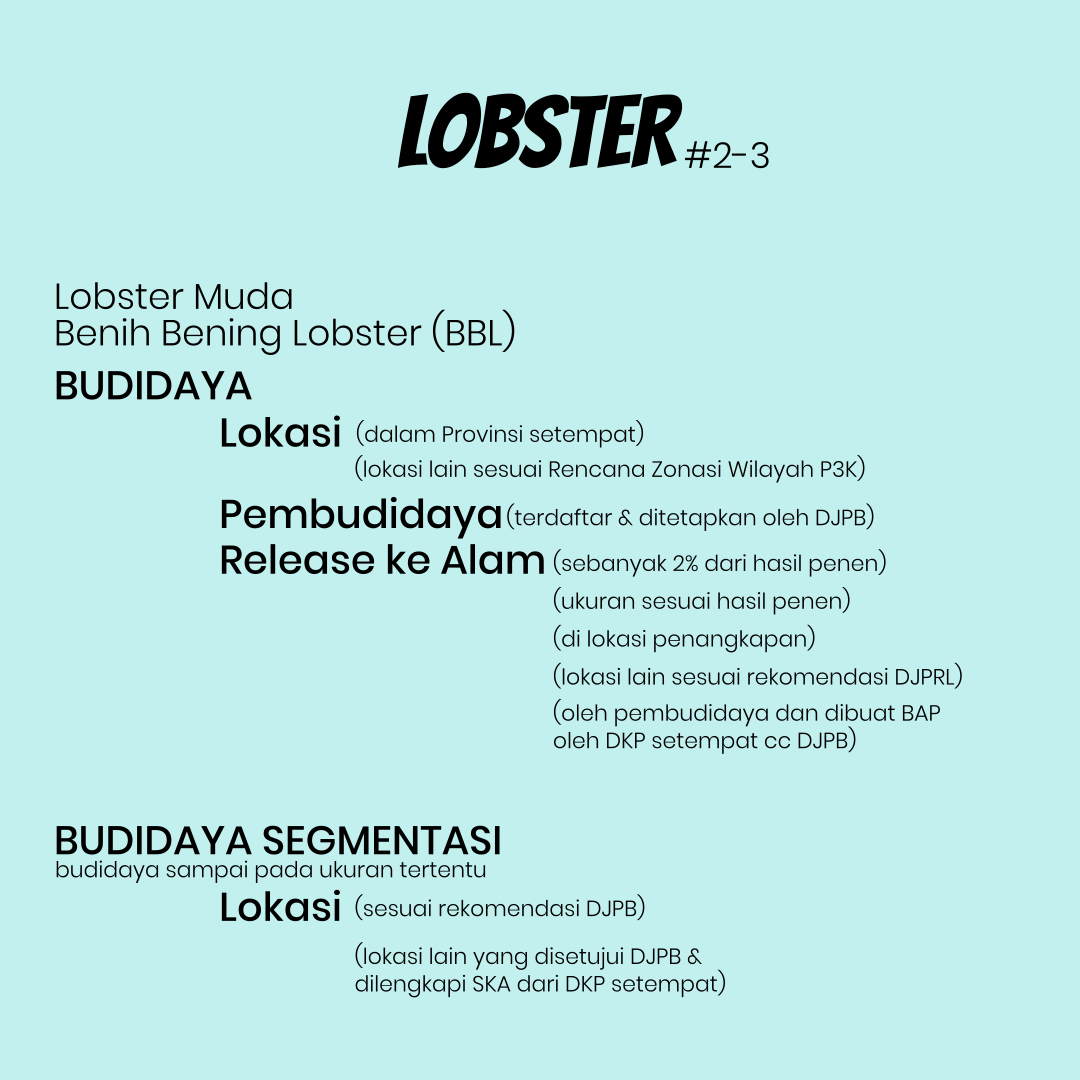 LOBSTER #2-3
Lobster Muda
Benih Bening Lobster (BBL)
BUDIDAYA
Lokasi (dalam Provinsi setempat)
(lokasi lain sesuai Rencana Zonasi Wilayah P3K)
Pembudidaya (terdaftar & ditetapkan oleh DJPB)
Release ke Alam (sebanyak 2% dari hasil penen)
(ukuran sesuai hasil penen)
(di lokasi penangkapan)
(lokasi lain sesuai rekomendasi DJPRL)
(oleh pembudidaya dan dibuat BAP
oleh DKP setempat cc DJPB)
BUDIDAYA SEGMENTASI
budidaya sampai pada ukuran tertentu
Lokasi (sesuai rekomendasi DJPB)
(lokasi lain yang disetujui DJPB &
dilengkapi SKA dari DKP setempat)